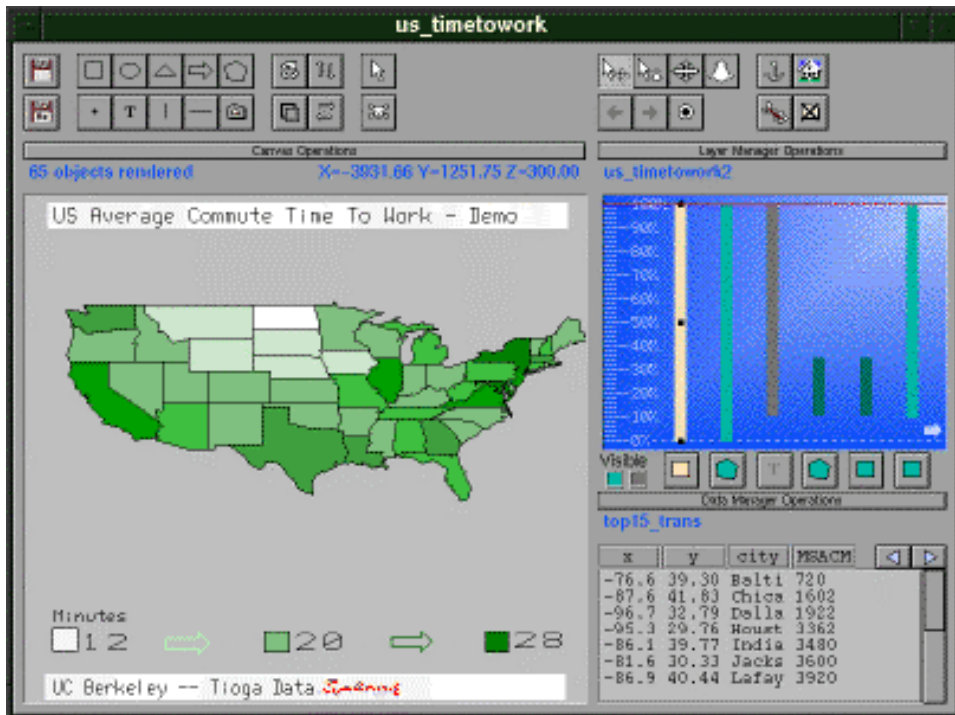 us_timetowork
T
Canvas Operations
Layer Manager Operations
65 objects rendered
X=-3931.66 Y=1251.75 Z=300.00
us_timetowork2
US Average Commute Time To Work - Demo
100%
90%
80%
70%
60%
50%
40%
30%
20%
10%
0%
Visible
T
Data Manager Operations
top15_trans
x y city MSACM
-76.6 39.30 Balti 720
-87.6 41.83 Chica 1602
-96.7 32.79 Dalla 1922
-95.3 29.76 Houst 3362
-86.1 39.77 India 3480
-81.6 30.33 Jacks 3600
-86.9 40.44 Lafay 3920
Minutes
12 20 28
UC Berkeley -- Tioga Data